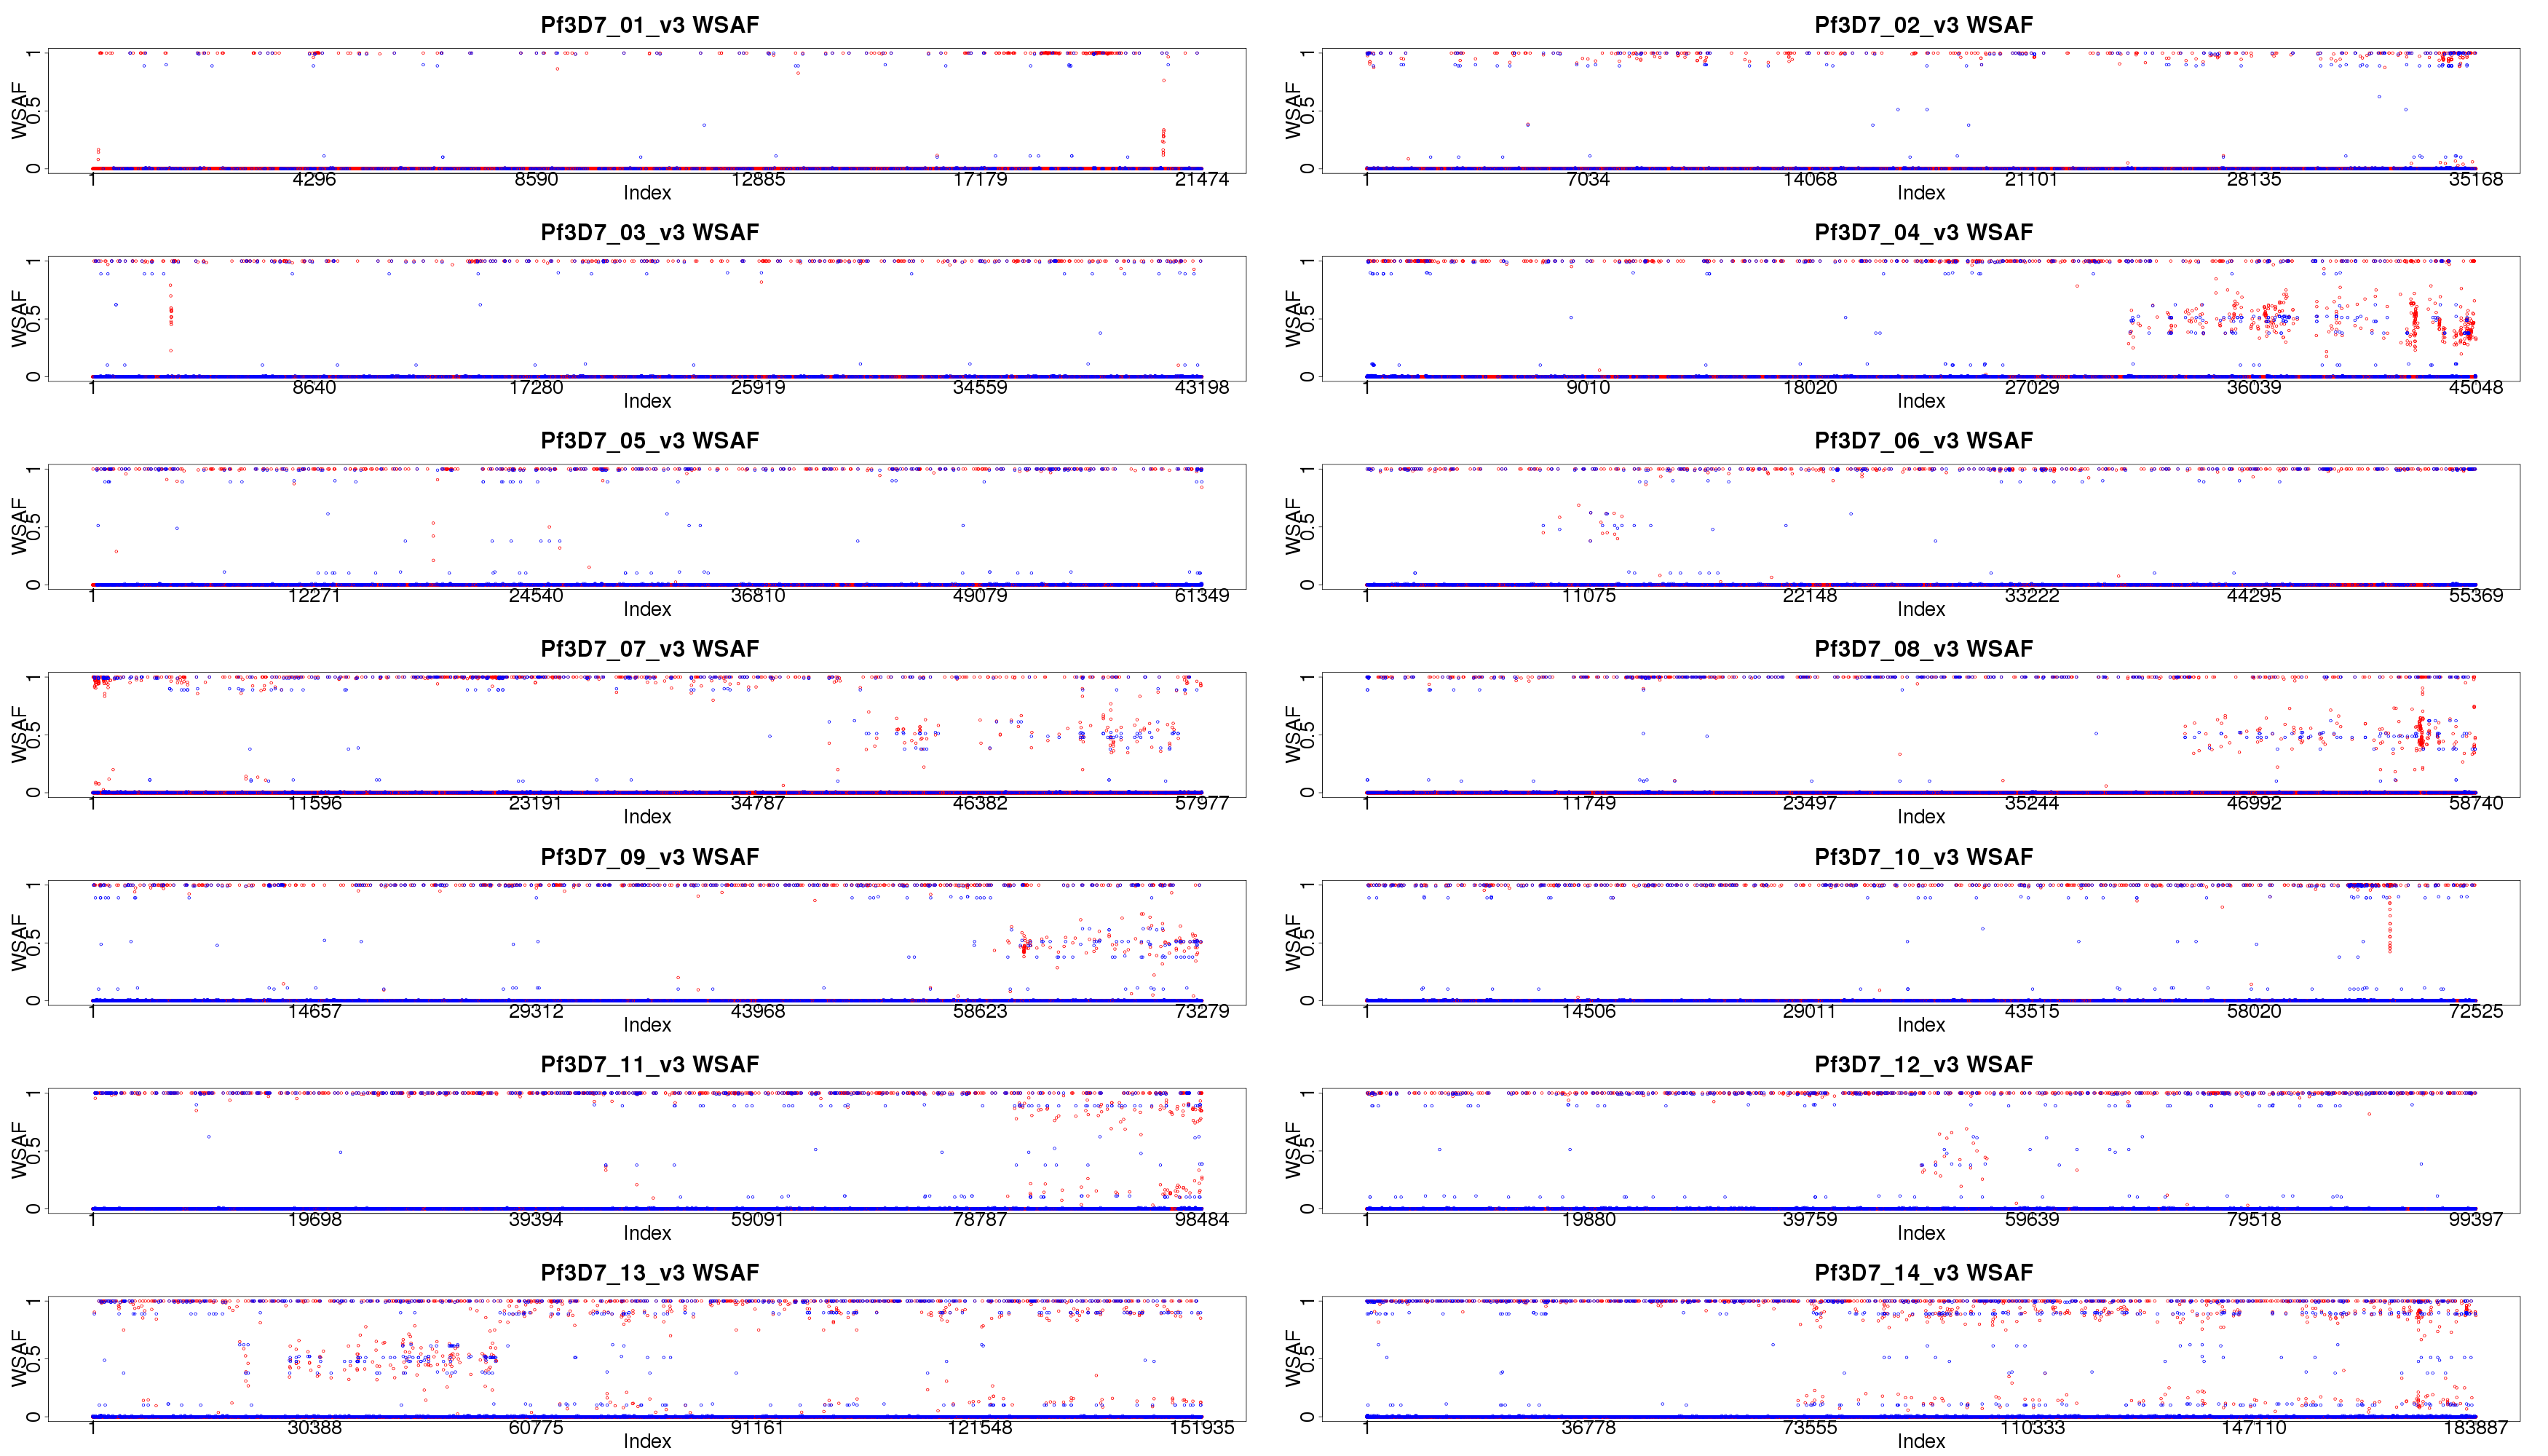 Pf3D7_01_v3 WSAF
WSAF
0 0.5 1
1 4296 8590 12885 17179 21474
Index
Pf3D7_02_v3 WSAF
WSAF
0 0.5 1
1 7034 14068 21101 28135 35168
Index
Pf3D7_03_v3 WSAF
WSAF
0 0.5 1
1 8640 17280 25919 34559 43198
Index
Pf3D7_04_v3 WSAF
WSAF
0 0.5 1
1 9010 18020 27029 36039 45048
Index
Pf3D7_05_v3 WSAF
WSAF
0 0.5 1
1 12271 24540 36810 49079 61349
Index
Pf3D7_06_v3 WSAF
WSAF
0 0.5 1
1 11075 22148 33222 44295 55369
Index
Pf3D7_07_v3 WSAF
WSAF
0 0.5 1
1 11596 23191 34787 46382 57977
Index
Pf3D7_08_v3 WSAF
WSAF
0 0.5 1
1 11749 23497 35244 46992 58740
Index
Pf3D7_09_v3 WSAF
WSAF
0 0.5 1
1 14657 29312 43968 58623 73279
Index
Pf3D7_10_v3 WSAF
WSAF
0 0.5 1
1 14506 29011 43515 58020 72525
Index
Pf3D7_11_v3 WSAF
WSAF
0 0.5 1
1 19698 39394 59091 78787 98484
Index
Pf3D7_12_v3 WSAF
WSAF
0 0.5 1
1 19880 39759 59639 79518 99397
Index
Pf3D7_13_v3 WSAF
WSAF
0 0.5 1
1 30388 60775 91161 121548 151935
Index
Pf3D7_14_v3 WSAF
WSAF
0 0.5 1
1 36778 73555 110333 147110 183887
Index